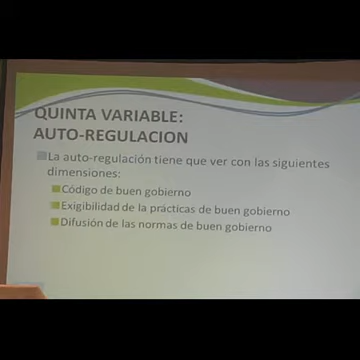 QUINTA VARIABLE:
AUTO-REGULACION
La auto-regulación tiene que ver con las siguientes
dimensiones:
Código de buen gobierno
Exigibilidad de la prácticas de buen gobierno
Difusión de las normas de buen gobierno